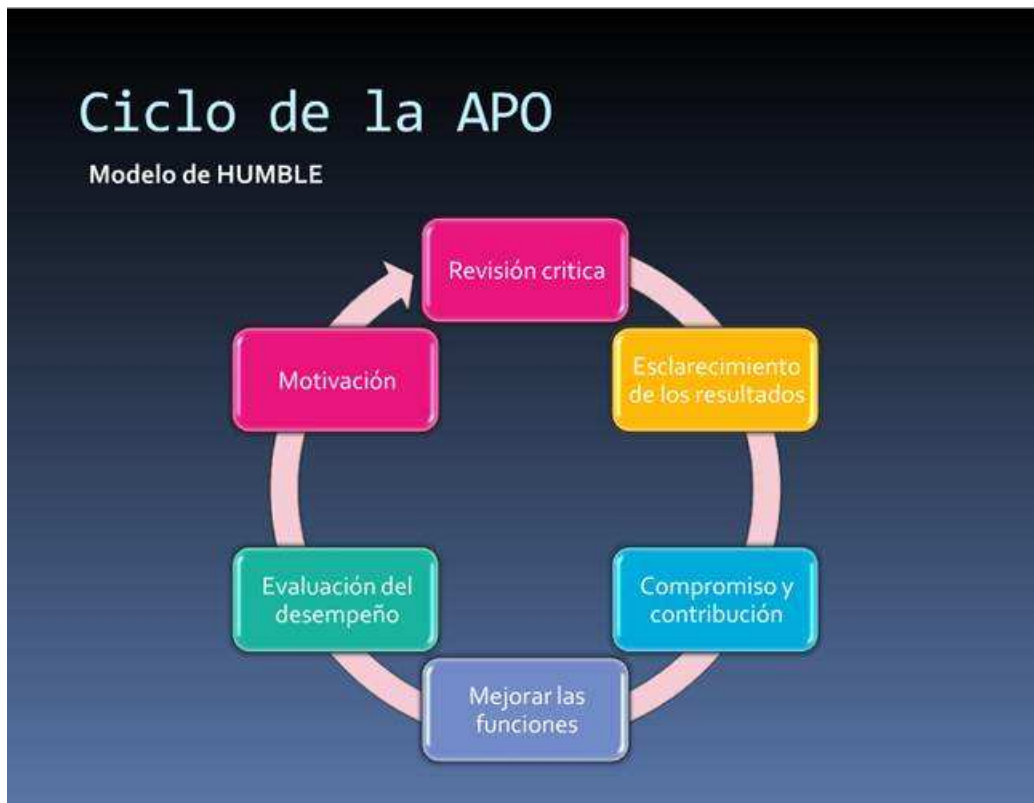 Ciclo de la APO
Modelo de HUMBLE
Revisión critica
Esclarecimiento
de los resultados
Compromiso y
contribución
Mejorar las
funciones
Evaluación del
desempeño
Motivación